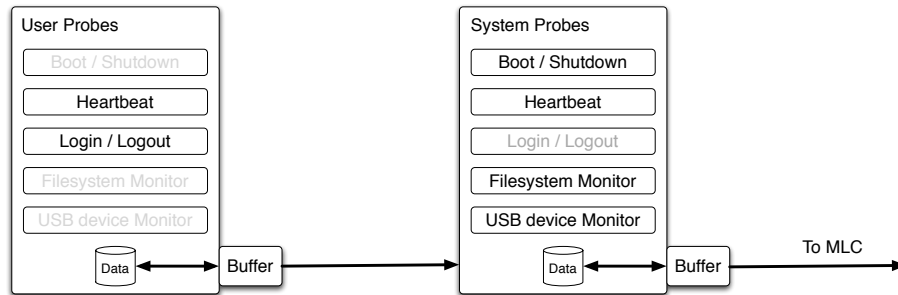 User Probes
Boot / Shutdown
Heartbeat
Login / Logout
Filesystem Monitor
USB device Monitor
Data
Buffer
System Probes
Boot / Shutdown
Heartbeat
Login / Logout
Filesystem Monitor
USB device Monitor
Data
Buffer
To MLC